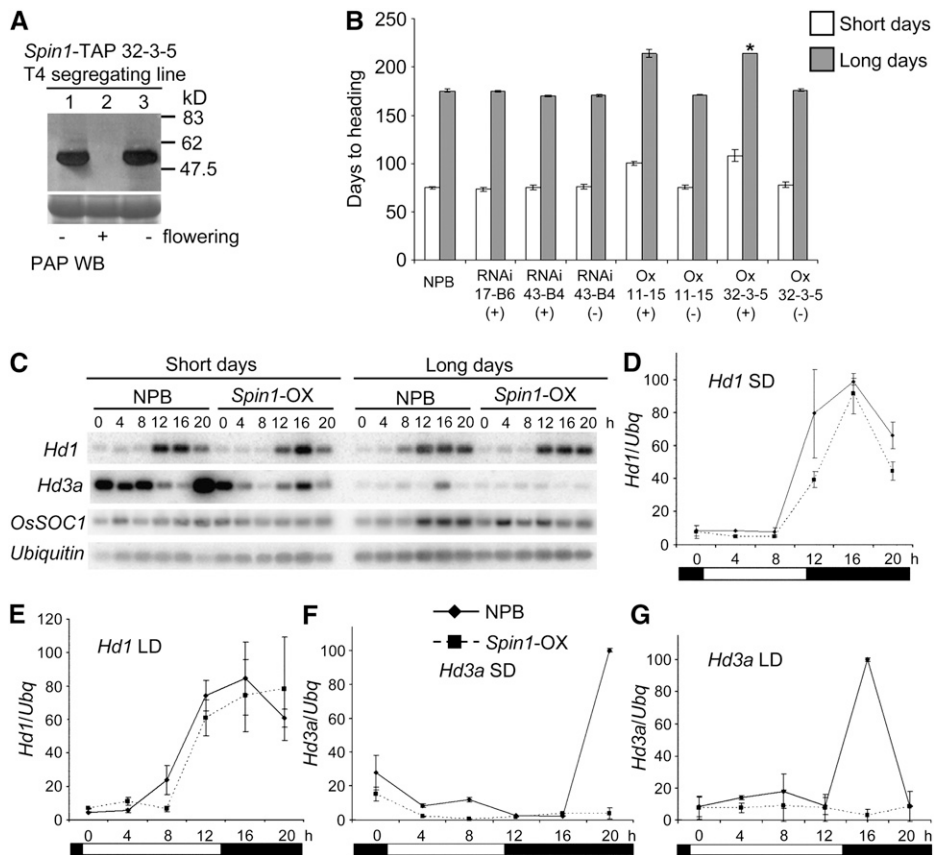 A
Spin1-TAP 32-3-5
T4 segregating line
1 2 3 kD
83
62
47.5
- + - flowering
PAP WB
B
Short days
Long days
Days to heading
250
200
150
100
50
0
*
NPB
RNAi 17-B6 (+)
RNAi 43-B4 (+)
RNAi 43-B4 (-)
Ox 11-15 (+)
Ox 11-15 (-)
Ox 32-3-5 (+)
Ox 32-3-5 (-)
C
Short days Long days
NPB Spin1-OX NPB Spin1-OX
0 4 8 12 16 20 0 4 8 12 16 20 0 4 8 12 16 20 0 4 8 12 16 20 h
Hd1
Hd3a
OsSOC1
Ubiquitin
D
Hd1 SD
Hd1/Ubq
100
80
60
40
20
0
0 4 8 12 16 20 h
E
Hd1 LD
Hd1/Ubq
120
100
80
60
40
20
0
0 4 8 12 16 20 h
NPB
Spin1-OX
F
Hd3a SD
Hd3a/Ubq
100
80
60
40
20
0
0 4 8 12 16 20 h
G
Hd3a LD
Hd3a/Ubq
100
80
60
40
20
0
0 4 8 12 16 20 h